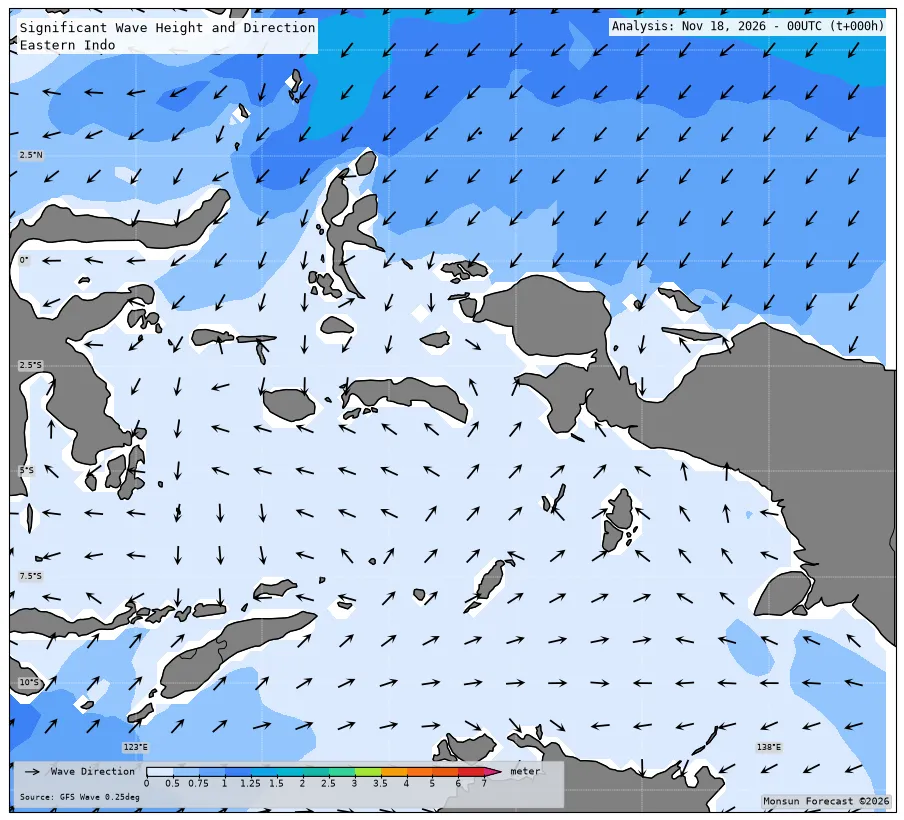 Significant Wave Height and Direction
Eastern Indo
Analysis: Nov 18, 2026 - 00UTC (t+000h)
2.5°N
0°
2.5°S
5°S
7.5°S
10°S
123°E
138°E
Wave Direction
meter
0 0.5 0.75 1 1.25 1.5 2 2.5 3 3.5 4 5 6 7
Source: GFS Wave 0.25deg
Monsun Forecast ©2026